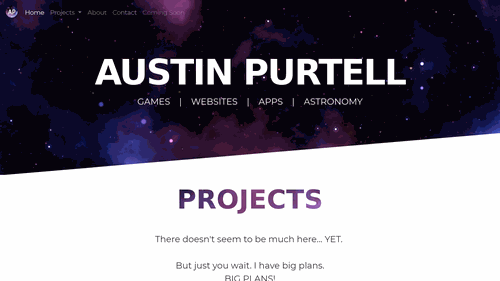 AP Home Projects About Contact Coming Soon
AUSTIN PURTELL
GAMES | WEBSITES | APPS | ASTRONOMY
PROJECTS
There doesn't seem to be much here... YET.
But just you wait. I have big plans.
BIG PLANS!